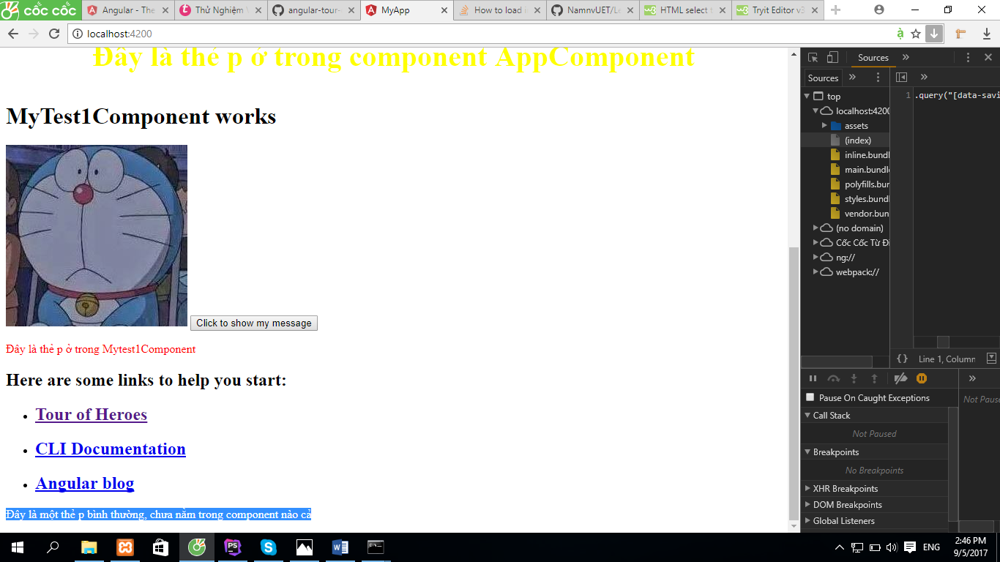 cốc cốc
Angular - The
Thử Nghiệm
angular-tour-
MyApp
How to load i
NamnvUET/Le
HTML select t
Tryit Editor v3
localhost:4200
Đây là thẻ p ở trong component AppComponent
MyTest1Component works
Click to show my message
Đây là thẻ p ở trong Mytest1Component
Here are some links to help you start:
Tour of Heroes
CLI Documentation
Angular blog
Đây là một thẻ p bình thường, chưa nằm trong component nào cả
Sources
Sources
top
localhost:4200
assets
(index)
inline.bundl
main.bundle
polyfills.bun
styles.bundl
vendor.bun
(no domain)
Cốc Cốc Từ Đi
ng://
webpack://
1 .query("[data-savi
{} Line 1, Column
Pause On Caught Exceptions
Not Paus
Call Stack
Not Paused
Breakpoints
No Breakpoints
XHR Breakpoints
DOM Breakpoints
Global Listeners
ENG
2:46 PM
9/5/2017